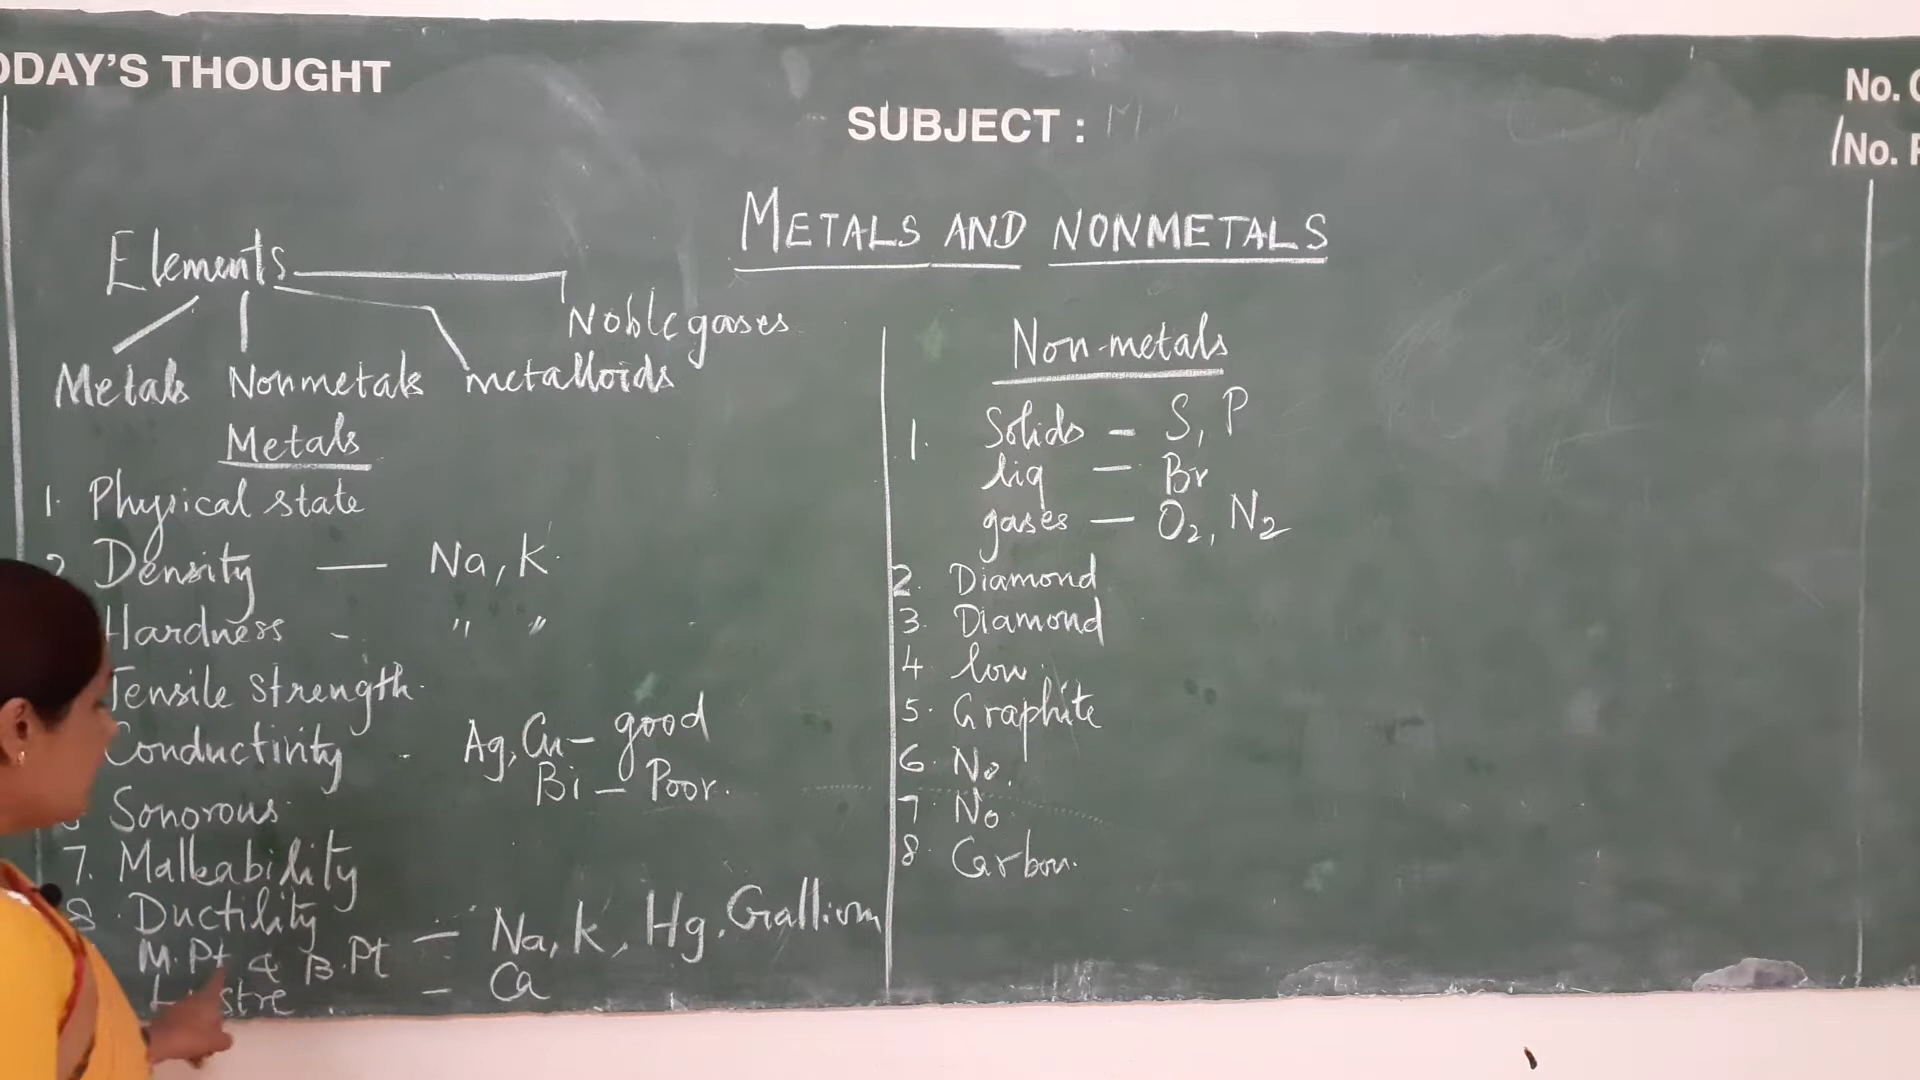 ODAY'S THOUGHT
SUBJECT : M
No.
No.
METALS AND NONMETALS
Elements
Noble gases
Metals Nonmetals metalloids
Metals
1. Physical state
2. Density — Na, K.
Hardness - " "
Tensile strength.
Conductivity - Ag, Cu – good
Bi – Poor.
Sonorous
7. Malleability
8. Ductility
M.Pt & B.Pt - Na, K, Hg, Gallium
Lustre - Ca
Non-metals
1. Solids – S, P
liq — Br
gases — O2, N2
2. Diamond
3. Diamond
4. low
5. Graphite
6. No.
7. No
8. Carbon.